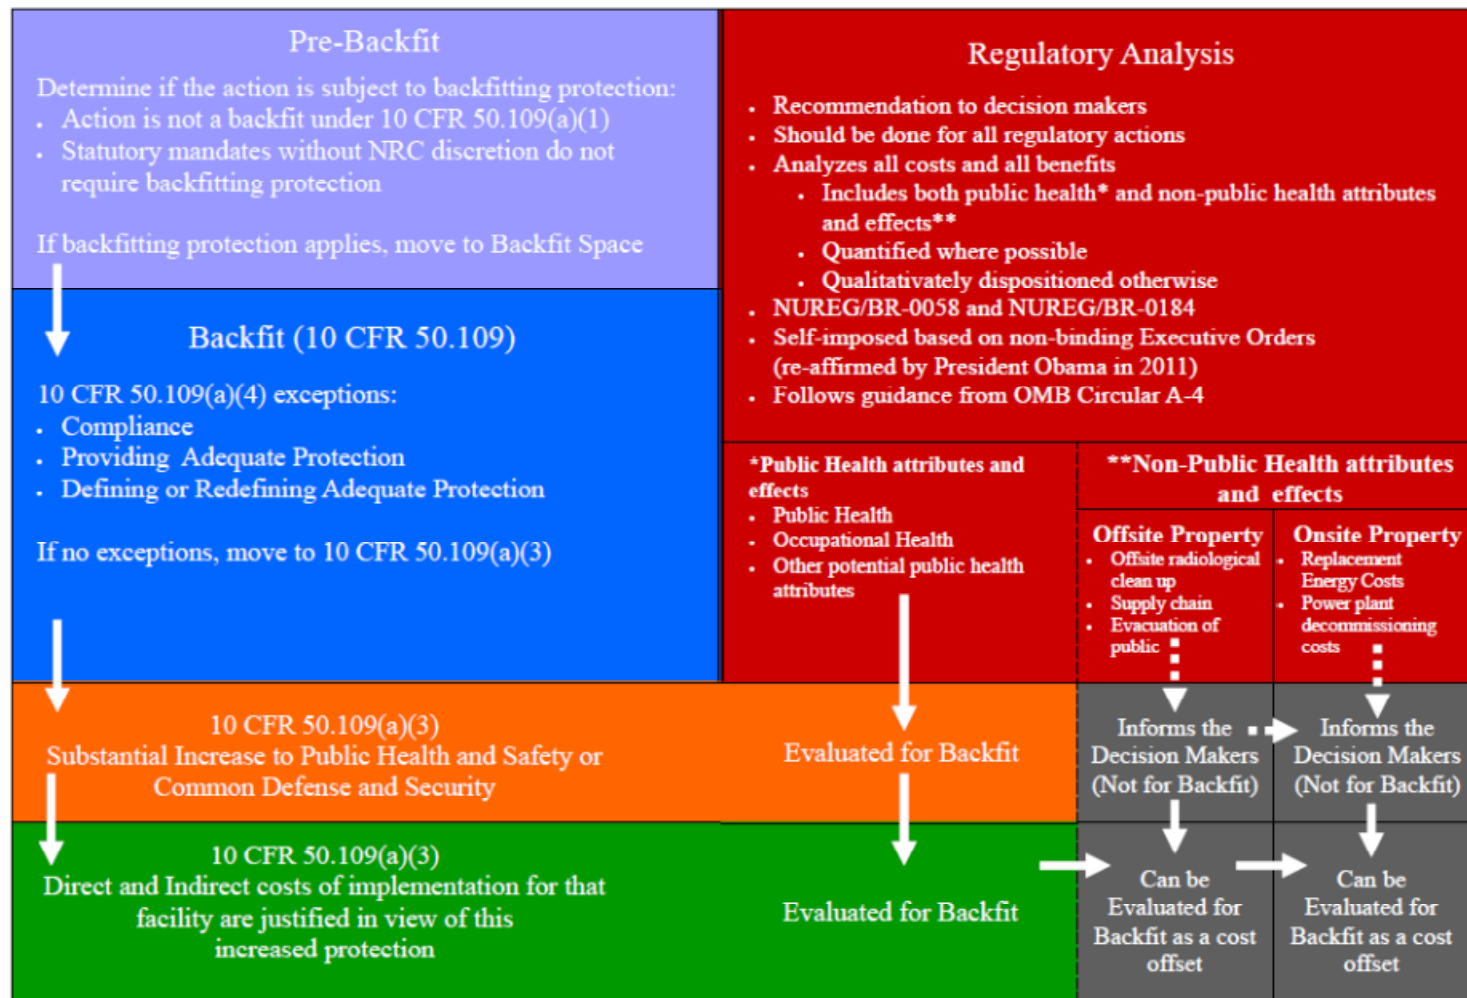 Pre-Backfit
Determine if the action is subject to backfitting protection:
• Action is not a backfit under 10 CFR 50.109(a)(1)
• Statutory mandates without NRC discretion do not
require backfitting protection
If backfitting protection applies, move to Backfit Space
Backfit (10 CFR 50.109)
10 CFR 50.109(a)(4) exceptions:
• Compliance
• Providing Adequate Protection
• Defining or Redefining Adequate Protection
If no exceptions, move to 10 CFR 50.109(a)(3)
Regulatory Analysis
• Recommendation to decision makers
• Should be done for all regulatory actions
• Analyzes all costs and all benefits
• Includes both public health* and non-public health attributes
and effects**
• Quantified where possible
• Qualitativately dispositioned otherwise
• NUREG/BR-0058 and NUREG/BR-0184
• Self-imposed based on non-binding Executive Orders
(re-affirmed by President Obama in 2011)
• Follows guidance from OMB Circular A-4
*Public Health attributes and
effects
• Public Health
• Occupational Health
• Other potential public health
attributes
**Non-Public Health attributes
and effects
Offsite Property
• Offsite radiological
clean up
• Supply chain
• Evacuation of
public
Onsite Property
• Replacement
Energy Costs
• Power plant
decommissioning
costs
10 CFR 50.109(a)(3)
Substantial Increase to Public Health and Safety or
Common Defense and Security
Evaluated for Backfit
Informs the
Decision Makers
(Not for Backfit)
Informs the
Decision Makers
(Not for Backfit)
10 CFR 50.109(a)(3)
Direct and Indirect costs of implementation for that
facility are justified in view of this
increased protection
Evaluated for Backfit
Can be
Evaluated for
Backfit as a cost
offset
Can be
Evaluated for
Backfit as a cost
offset